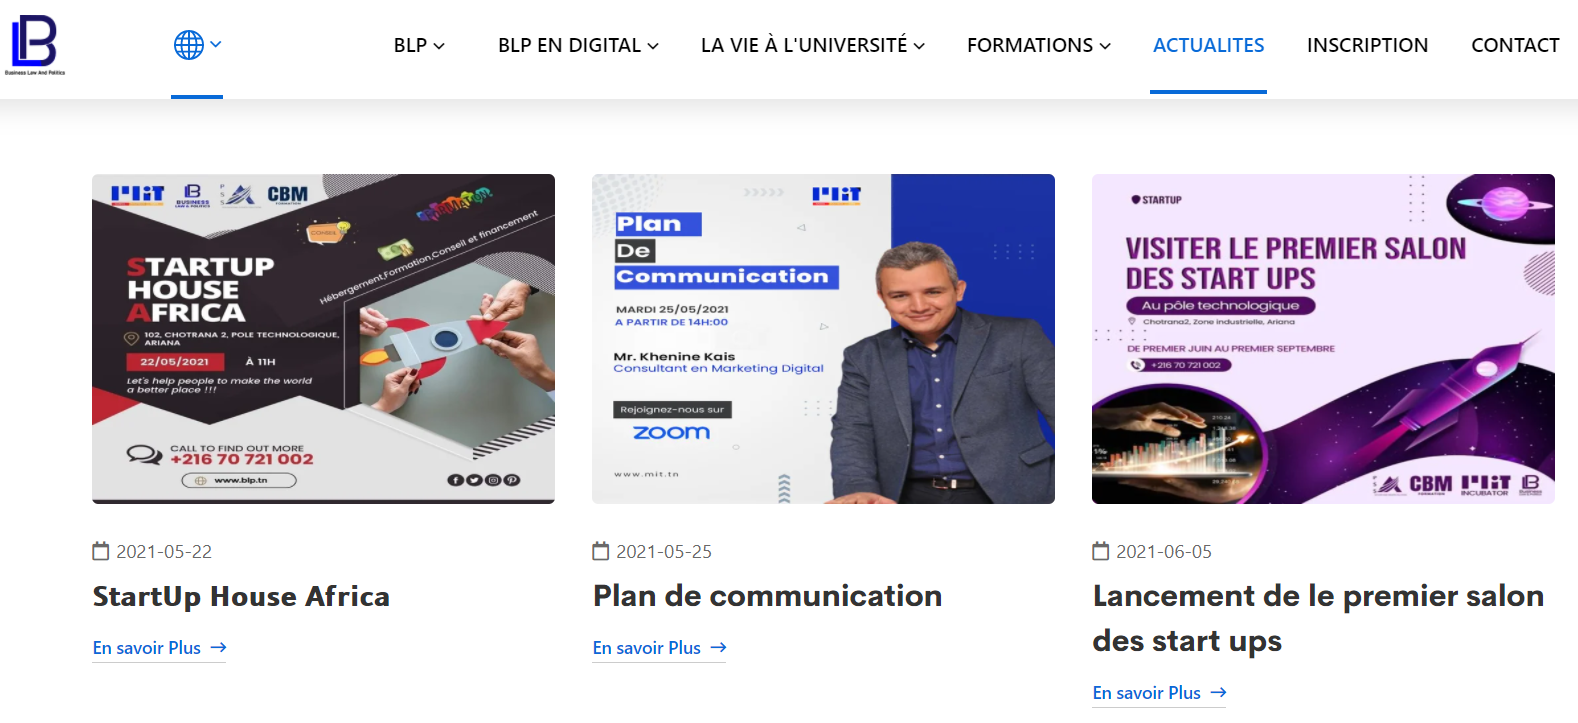 Business Law And Politics
BLP
BLP EN DIGITAL
LA VIE À L'UNIVERSITÉ
FORMATIONS
ACTUALITES
INSCRIPTION
CONTACT
MIT
BUSINESS
LAW & POLITICS
CBM
FORMATION
CONSEIL
Hébergement,Formation,Conseil et financement
STARTUP
HOUSE
AFRICA
102, CHOTRANA 2, POLE TECHNOLOGIQUE,
ARIANA
22/05/2021 À 11H
Let's help people to make the world
a better place !!!
CALL TO FIND OUT MORE
+216 70 721 002
www.blp.tn
2021-05-22
StartUp House Africa
En savoir Plus
MIT
Plan
De
Communication
MARDI 25/05/2021
A PARTIR DE 14H:00
Mr. Khenine Kais
Consultant en Marketing Digital
Rejoignez-nous sur
zoom
www.mit.tn
2021-05-25
Plan de communication
En savoir Plus
STARTUP
VISITER LE PREMIER SALON
DES START UPS
Au pôle technologique
Chotrana2, Zone industrielle, Ariana
DE PREMIER JUIN AU PREMIER SEPTEMBRE
+216 70 721 002
CBM
FORMATION
MIT
INCUBATOR
2021-06-05
Lancement de le premier salon
des start ups
En savoir Plus